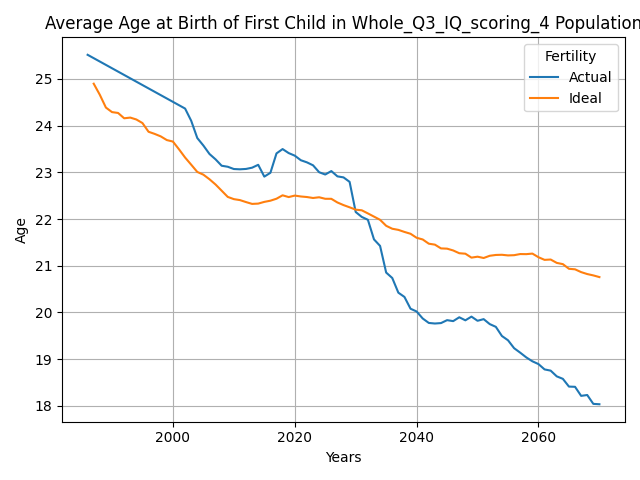 Average Age at Birth of First Child in Whole_Q3_IQ_scoring_4 Population
Fertility
Actual
Ideal
Age
25
24
23
22
21
20
19
18
2000 2020 2040 2060
Years